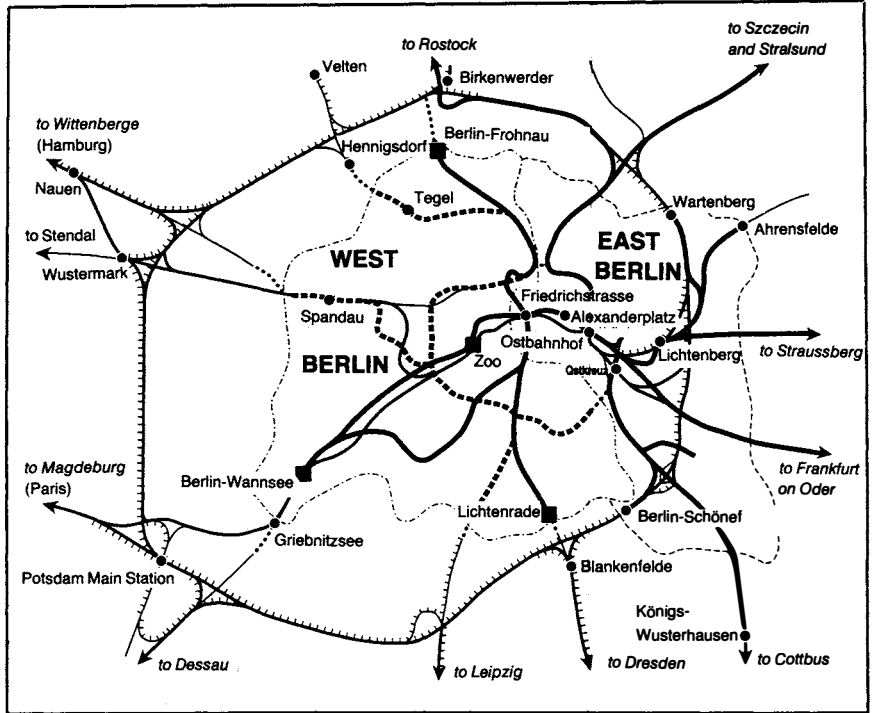 to Rostock
to Szczecin
and Stralsund
Velten
Birkenwerder
to Wittenberge
(Hamburg)
Hennigsdorf
Berlin-Frohnau
Nauen
Tegel
Wartenberg
Ahrensfelde
to Stendal
WEST
EAST
BERLIN
Wustermark
Friedrichstrasse
Spandau
Alexanderplatz
BERLIN
Zoo
Ostbahnhof
Lichtenberg
to Straussberg
Ostkreuz
to Magdeburg
(Paris)
Berlin-Wannsee
to Frankfurt
on Oder
Lichtenrade
Berlin-Schönef
Griebnitzsee
Potsdam Main Station
Blankenfelde
Königs-
Wusterhausen
to Dessau
to Leipzig
to Dresden
to Cottbus